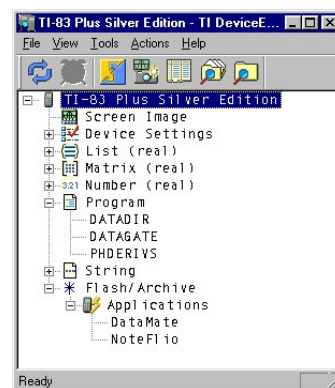 TI-83 Plus Silver Edition - TI DeviceE...
File View Tools Actions Help
TI-83 Plus Silver Edition
Screen Image
Device Settings
List (real)
Matrix (real)
3.21 Number (real)
Program
DATADIR
DATAGATE
PHDERIVS
String
Flash/Archive
Applications
DataMate
NoteFlio
Ready